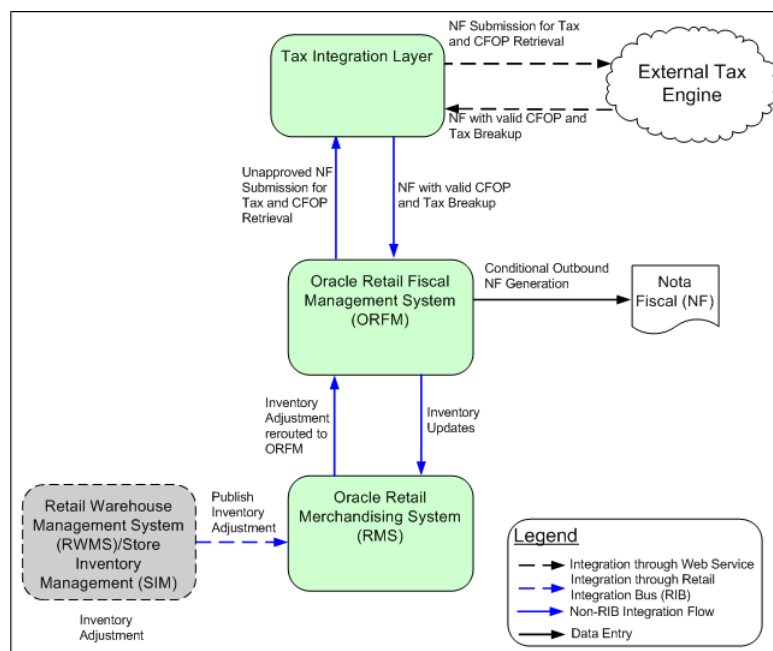 NF Submission for Tax
and CFOP Retrieval
Tax Integration Layer
External Tax
Engine
NF with valid CFOP and
Tax Breakup
Unapproved NF
Submission for
Tax and CFOP
Retrieval
NF with valid CFOP
and Tax Breakup
Oracle Retail Fiscal
Management System
(ORFM)
Conditional Outbound
NF Generation
Nota
Fiscal (NF)
Inventory
Adjustment
rerouted to
ORFM
Inventory
Updates
Retail Warehouse
Management System
(RWMS)/Store
Inventory
Management (SIM)
Publish
Inventory
Adjustment
Oracle Retail
Merchandising System
(RMS)
Inventory
Adjustment
Legend
Integration through Web Service
Integration through Retail
Integration Bus (RIB)
Non-RIB Integration Flow
Data Entry